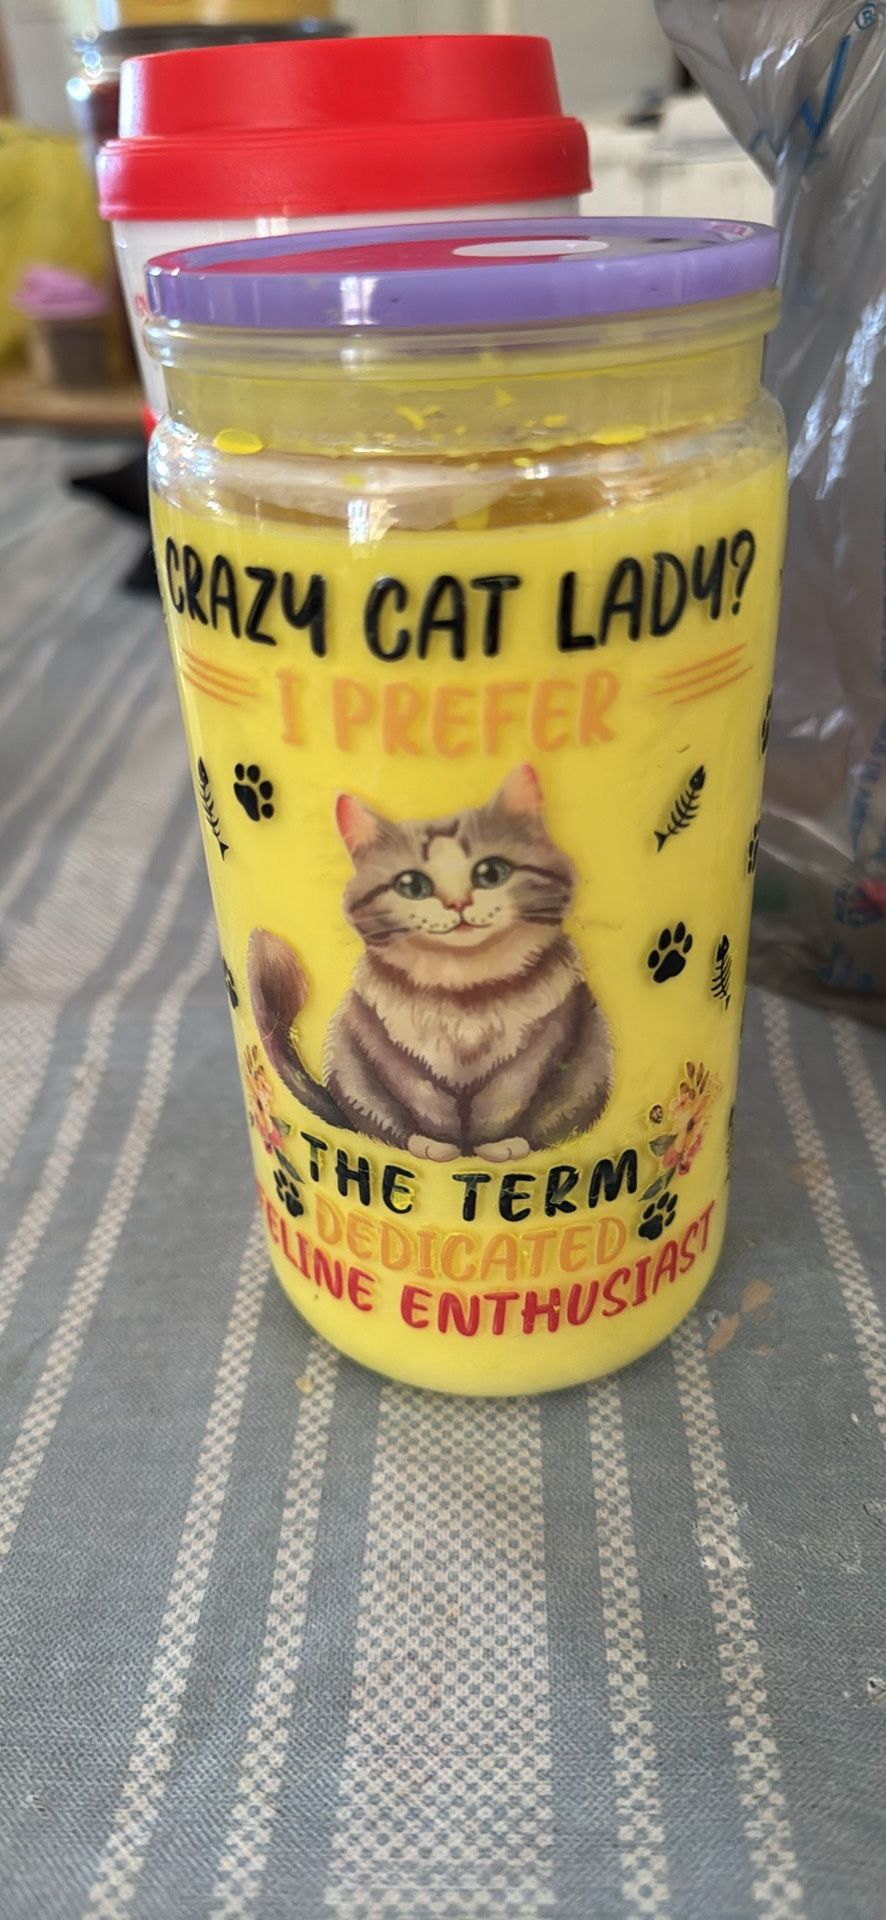 CRAZY CAT LADY?
I PREFER
THE TERM
DEDICATED
FELINE ENTHUSIAST